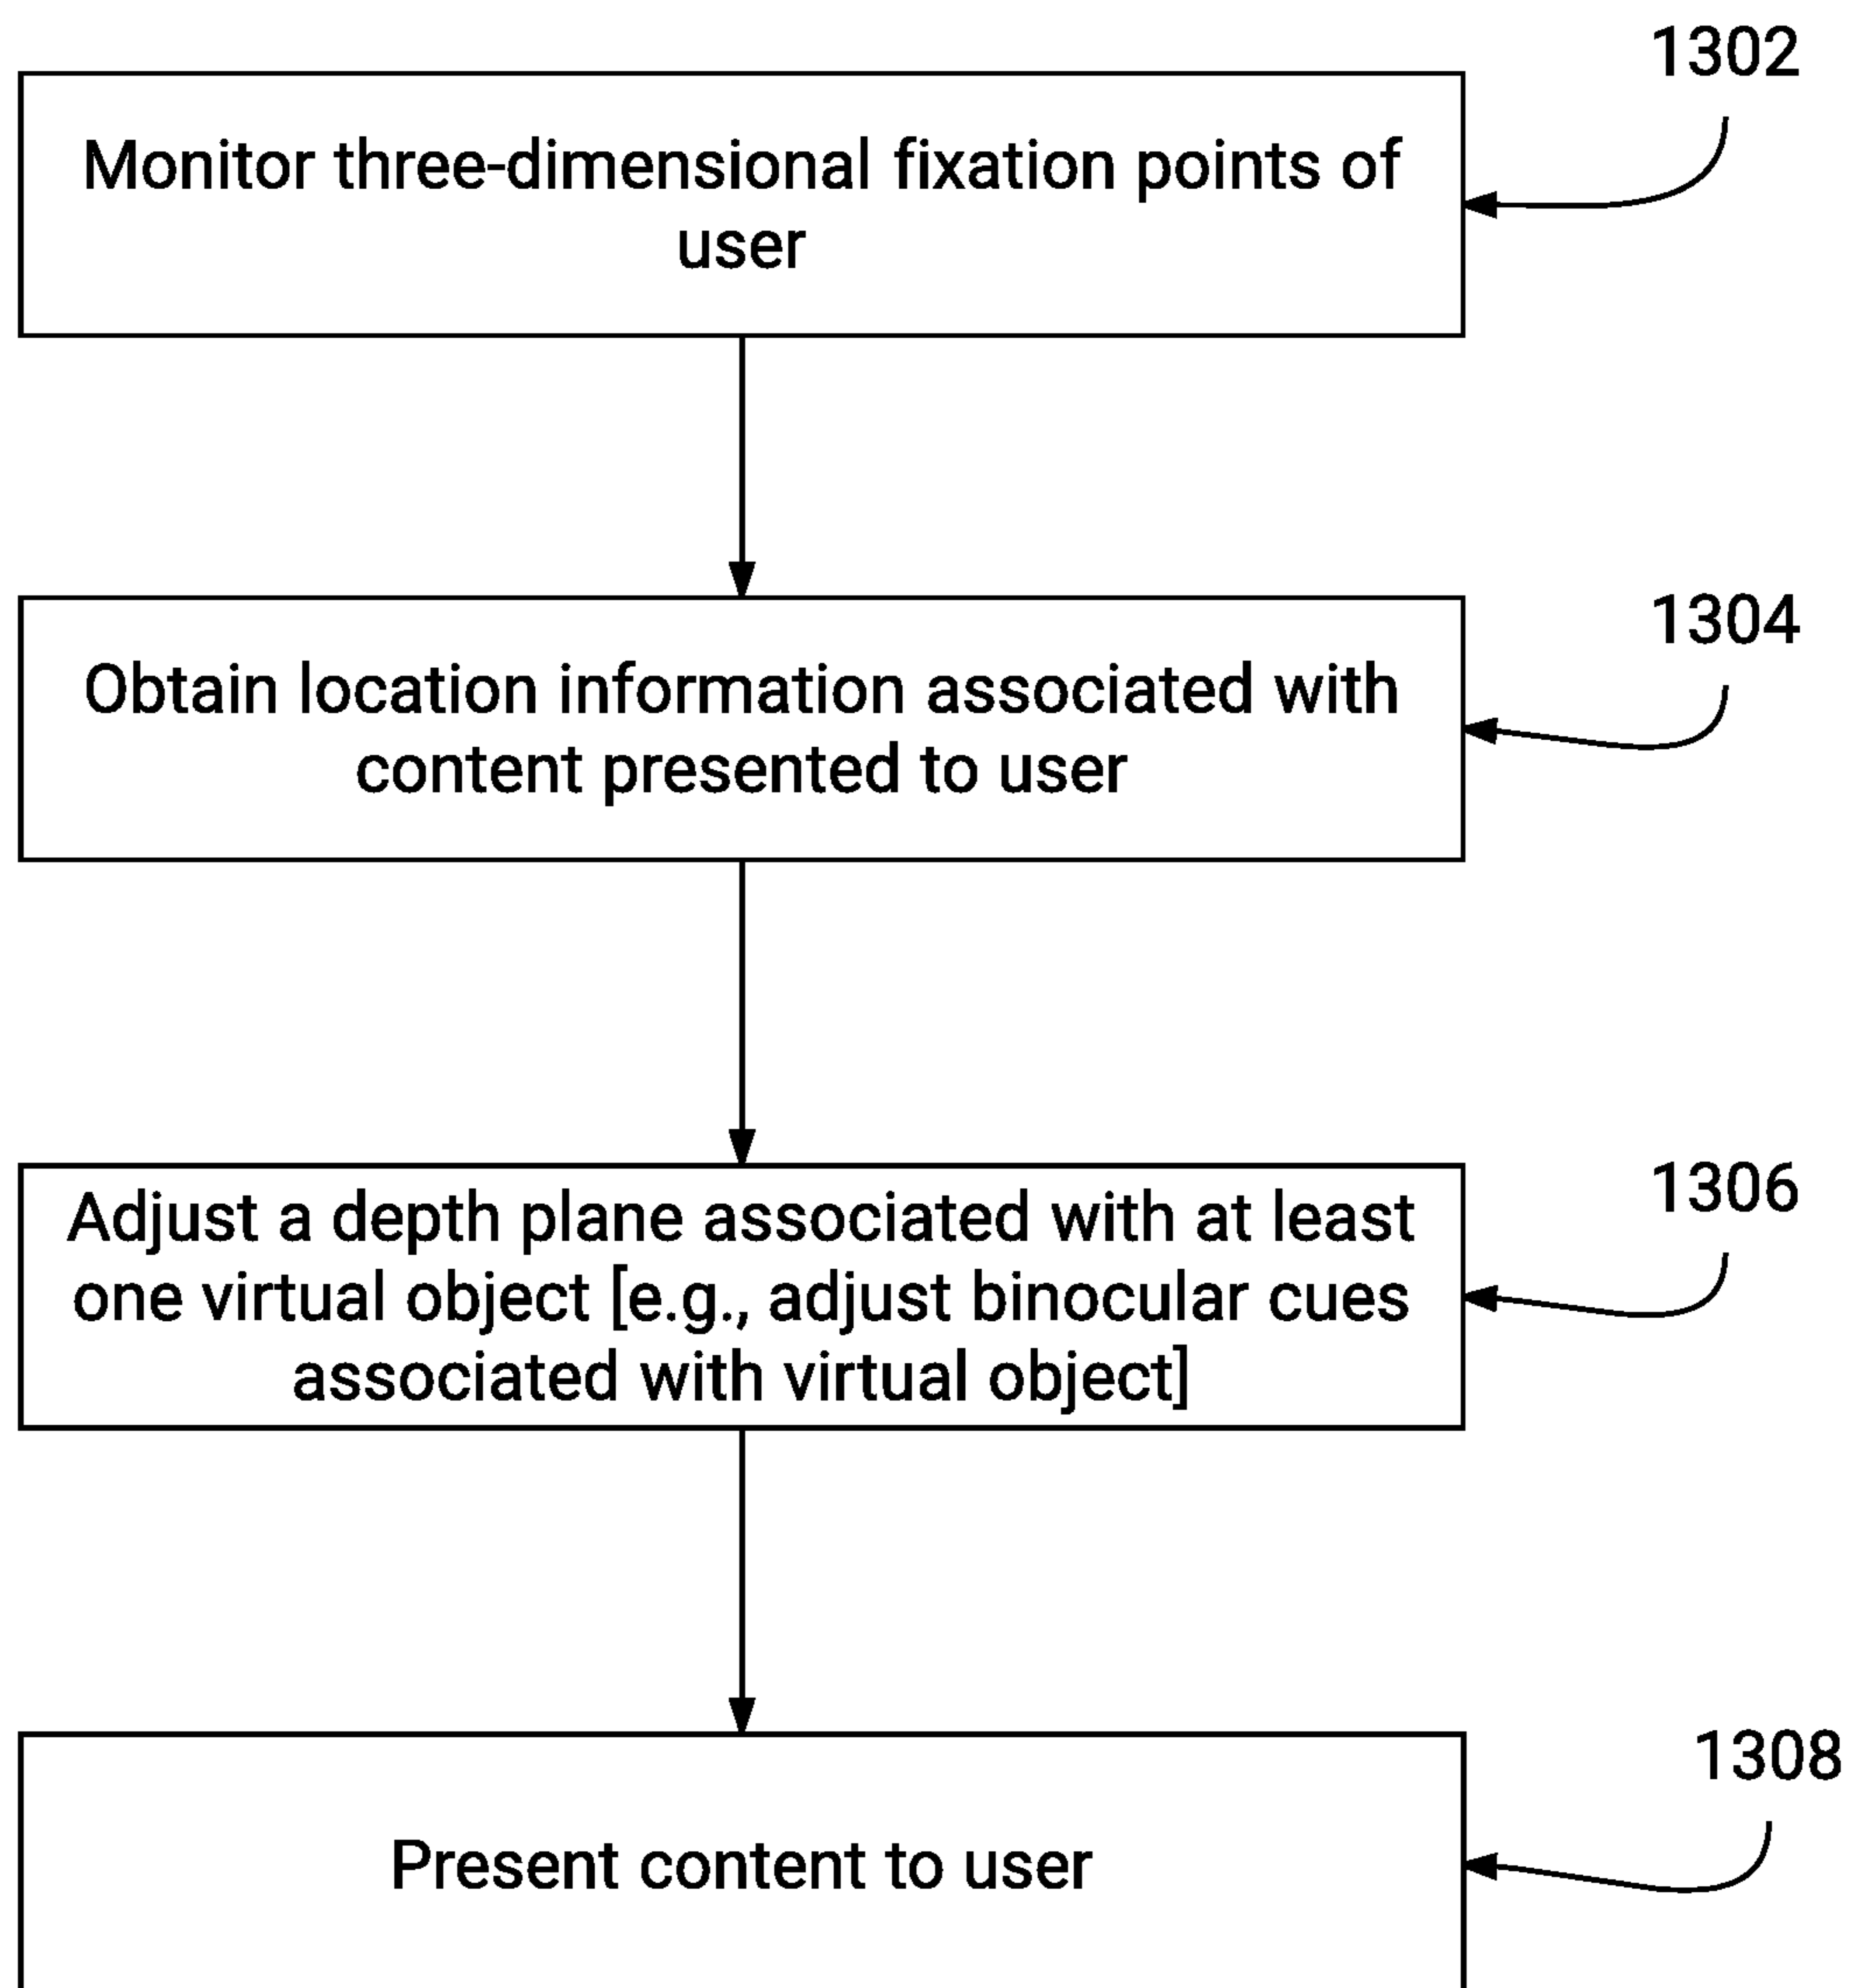 1302
Monitor three-dimensional fixation points of
user
1304
Obtain location information associated with
content presented to user
1306
Adjust a depth plane associated with at least
one virtual object [e.g., adjust binocular cues
associated with virtual object]
1308
Present content to user